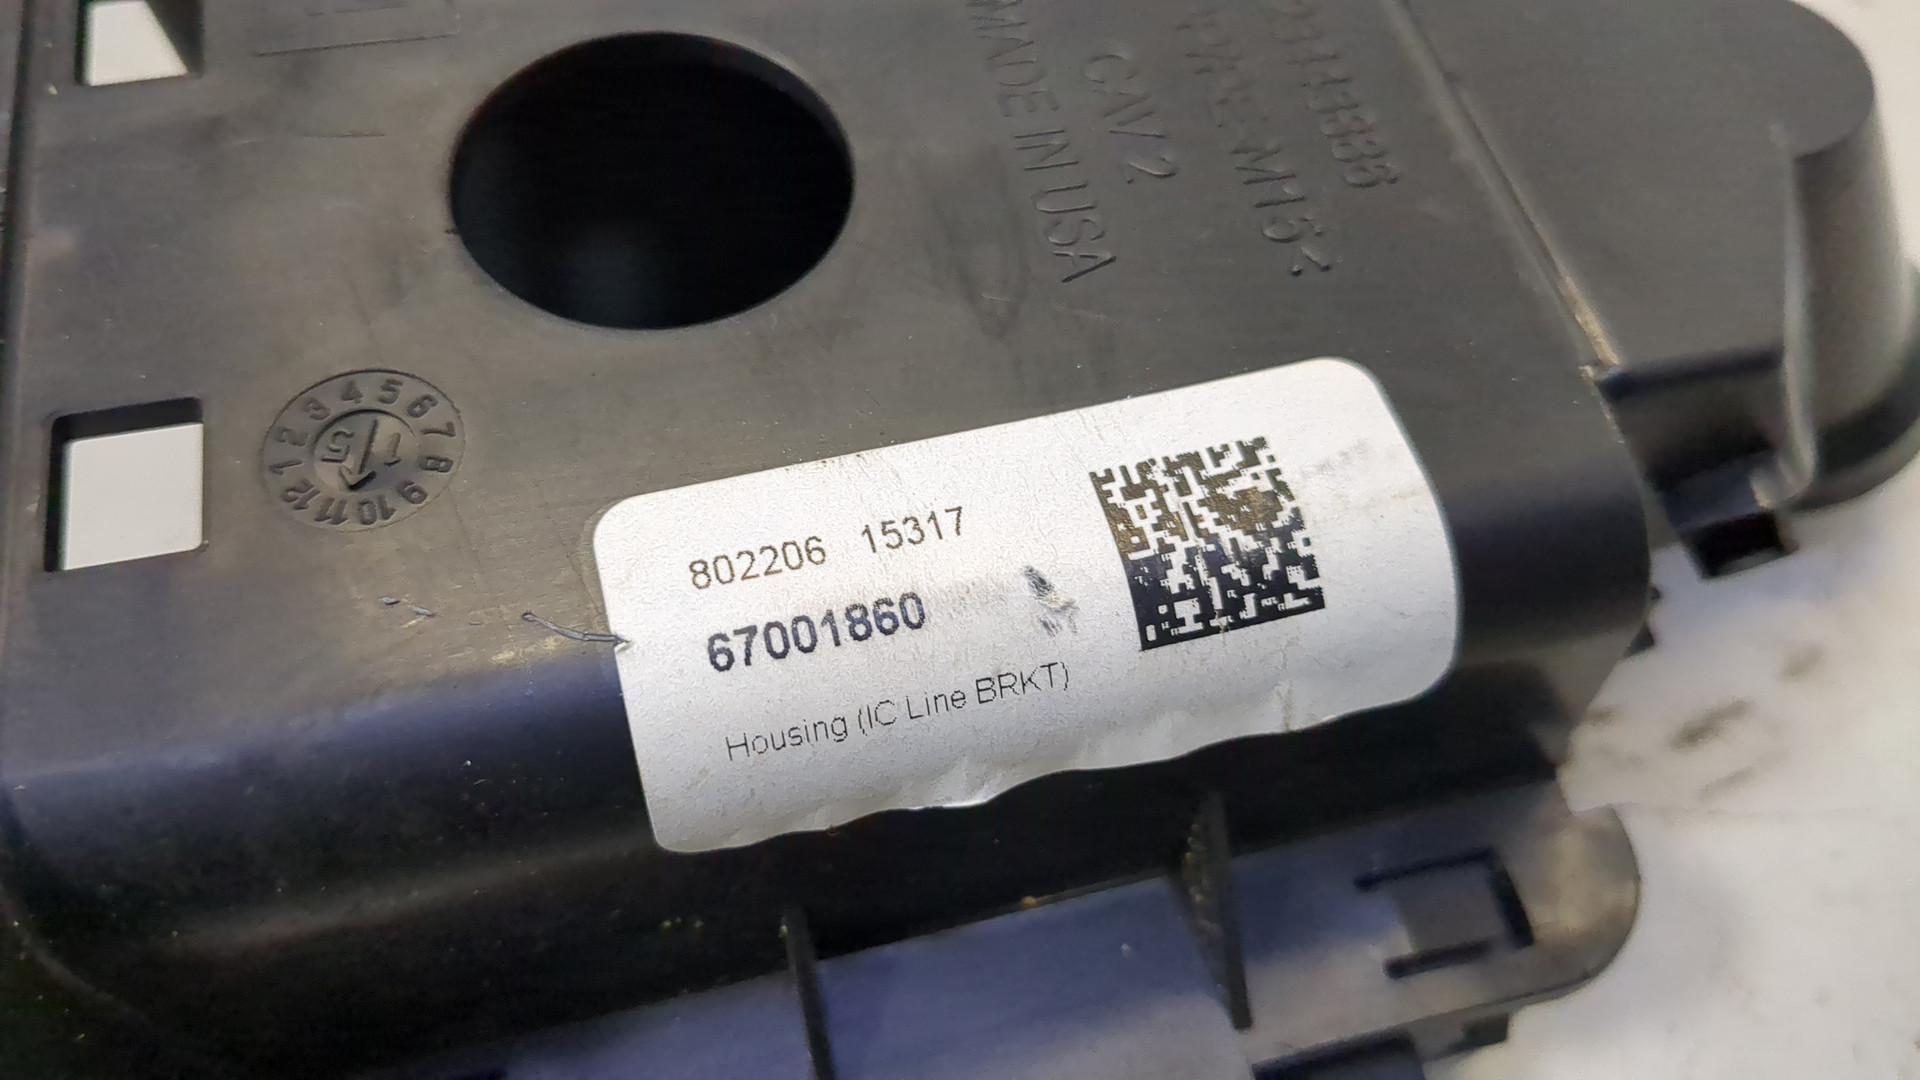 CAV 2
MADE IN USA
1 2 3 4 5 6 7 8 9 10 11 12
15
802206 15317
67001860
Housing (IC Line BRKT)